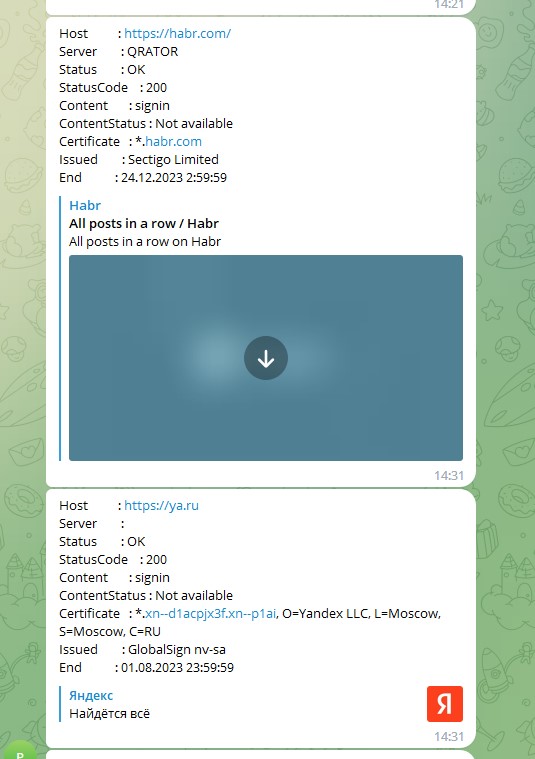 14:21
Host : https://habr.com/
Server : QRATOR
Status : OK
StatusCode : 200
Content : signin
ContentStatus : Not available
Certificate : *.habr.com
Issued : Sectigo Limited
End : 24.12.2023 2:59:59
Habr
All posts in a row / Habr
All posts in a row on Habr
14:31
Host : https://ya.ru
Server :
Status : OK
StatusCode : 200
Content : signin
ContentStatus : Not available
Certificate : *.xn--d1acpjx3f.xn--p1ai, O=Yandex LLC, L=Moscow,
S=Moscow, C=RU
Issued : GlobalSign nv-sa
End : 01.08.2023 23:59:59
Яндекс
Найдётся всё
Я
14:31
P